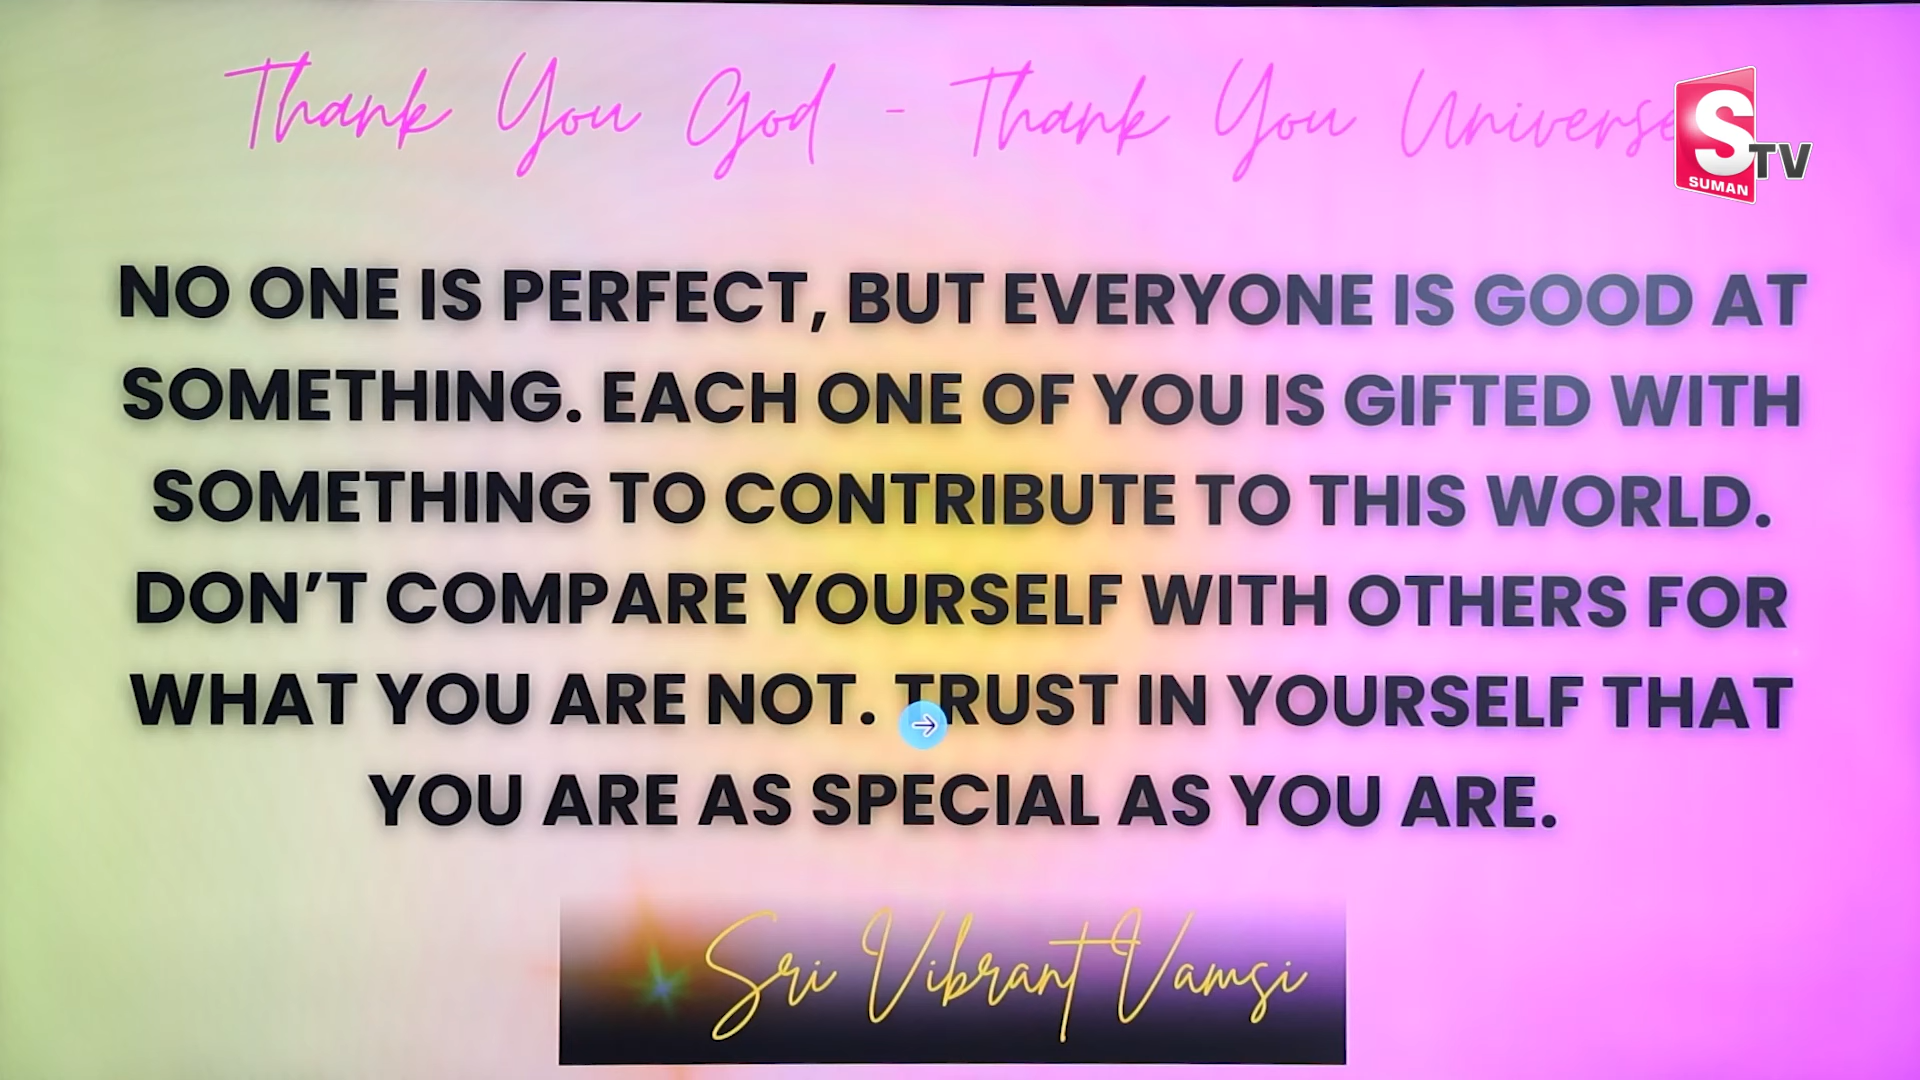 Thank You God - Thank You Universe
S TV
SUMAN
NO ONE IS PERFECT, BUT EVERYONE IS GOOD AT
SOMETHING. EACH ONE OF YOU IS GIFTED WITH
SOMETHING TO CONTRIBUTE TO THIS WORLD.
DON'T COMPARE YOURSELF WITH OTHERS FOR
WHAT YOU ARE NOT. TRUST IN YOURSELF THAT
YOU ARE AS SPECIAL AS YOU ARE.
Sri Vibrant Vamsi